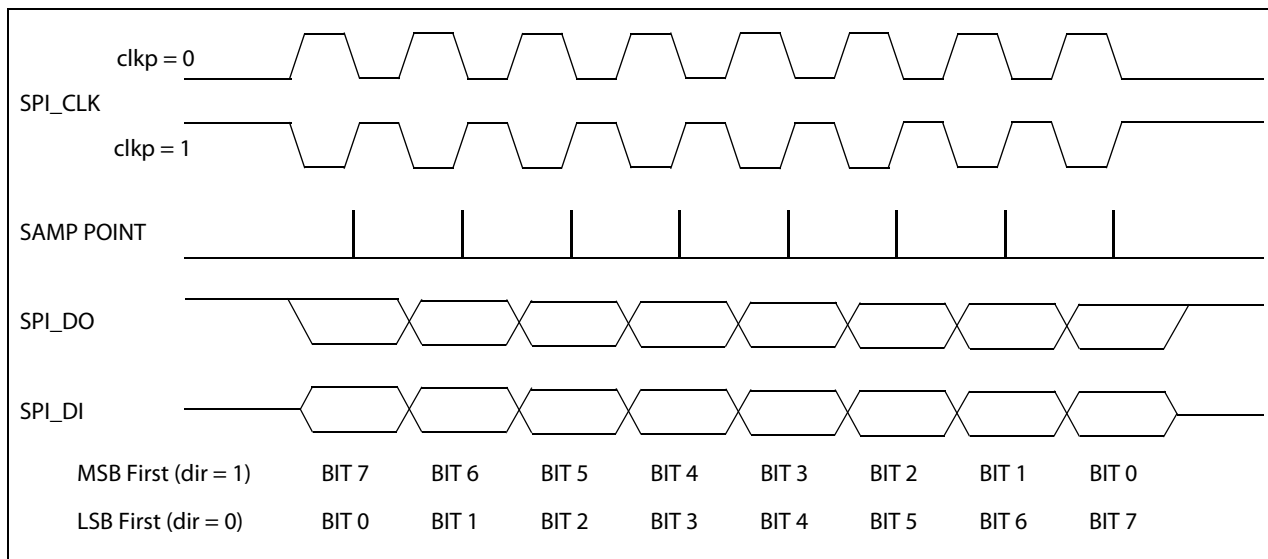 clkp = 0
SPI_CLK
clkp = 1
SAMP POINT
SPI_DO
SPI_DI
MSB First (dir = 1) BIT 7 BIT 6 BIT 5 BIT 4 BIT 3 BIT 2 BIT 1 BIT 0
LSB First (dir = 0) BIT 0 BIT 1 BIT 2 BIT 3 BIT 4 BIT 5 BIT 6 BIT 7